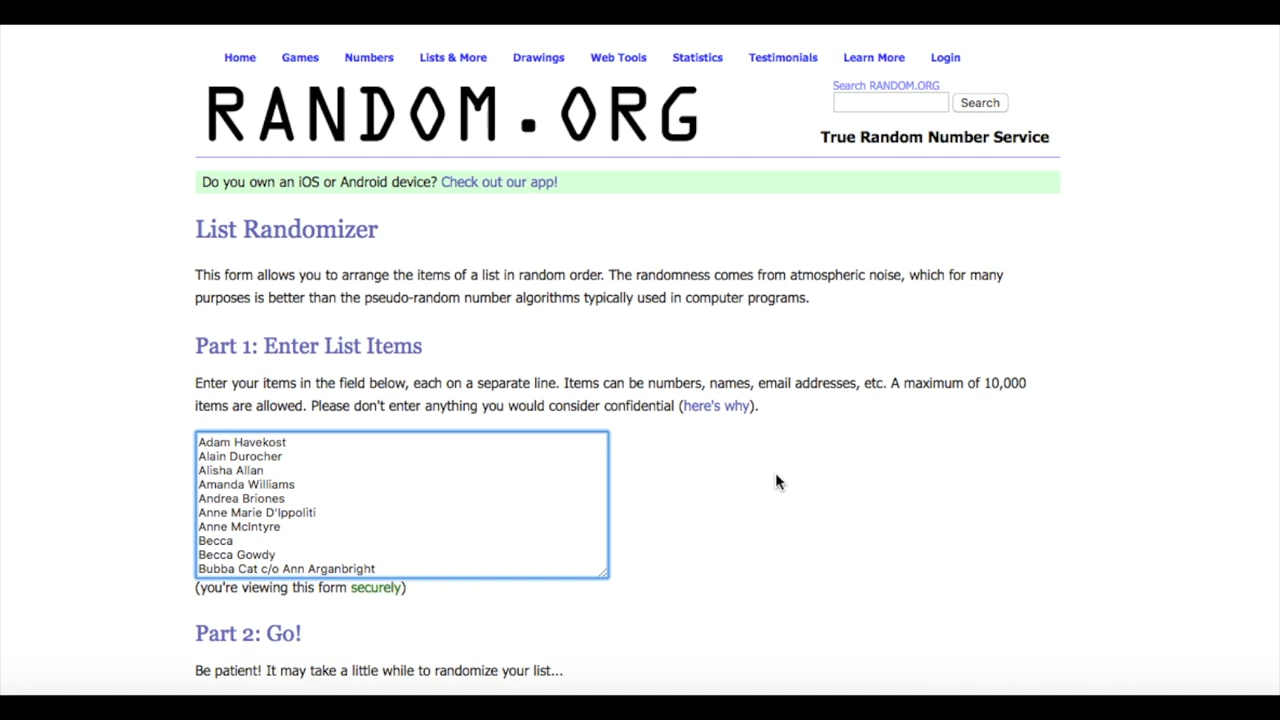 Home Games Numbers Lists & More Drawings Web Tools Statistics Testimonials Learn More Login
RANDOM.ORG
Search RANDOM.ORG
Search
True Random Number Service
Do you own an iOS or Android device? Check out our app!
List Randomizer
This form allows you to arrange the items of a list in random order. The randomness comes from atmospheric noise, which for many
purposes is better than the pseudo-random number algorithms typically used in computer programs.
Part 1: Enter List Items
Enter your items in the field below, each on a separate line. Items can be numbers, names, email addresses, etc. A maximum of 10,000
items are allowed. Please don't enter anything you would consider confidential (here's why).
Adam Havekost
Alain Durocher
Alisha Allan
Amanda Williams
Andrea Briones
Anne Marie D'Ippoliti
Anne McIntyre
Becca
Becca Gowdy
Bubba Cat c/o Ann Arganbright
(you're viewing this form securely)
Part 2: Go!
Be patient! It may take a little while to randomize your list...